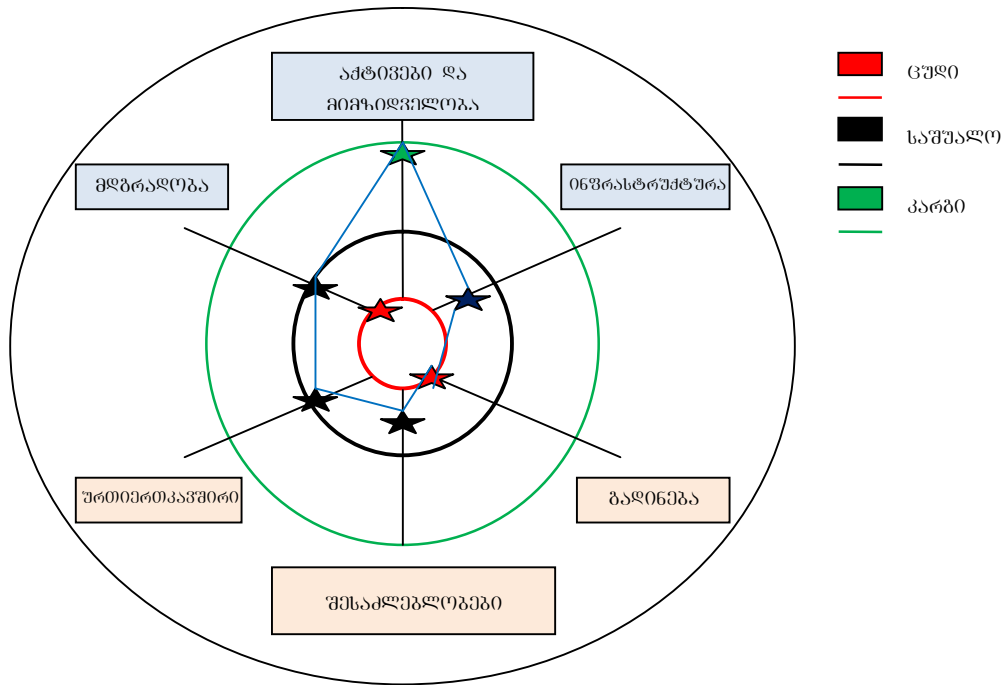 აქტივები და
მიმზიდველობა
მდგრადობა
ინფრასტრუქტურა
ურთიერთკავშირი
გადინება
შესაძლებლობები
ცუდი
საშუალო
კარგი